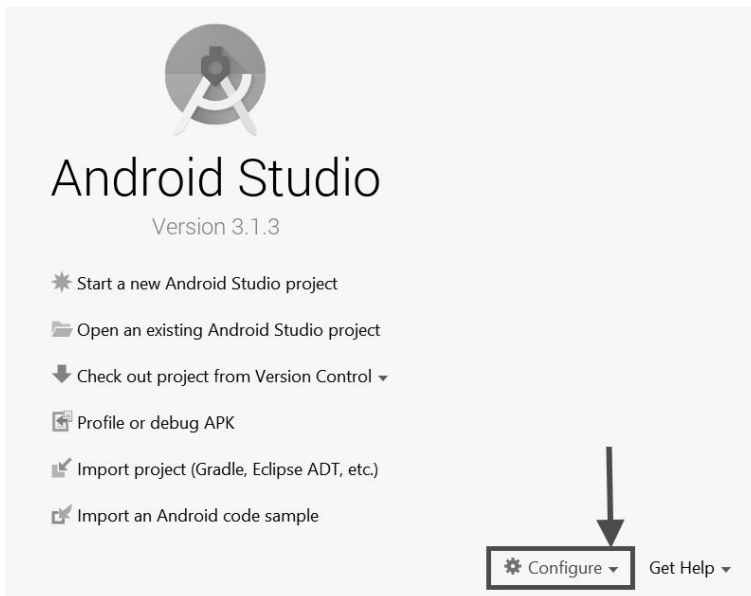 Android Studio
Version 3.1.3
Start a new Android Studio project
Open an existing Android Studio project
Check out project from Version Control
Profile or debug APK
Import project (Gradle, Eclipse ADT, etc.)
Import an Android code sample
Configure Get Help